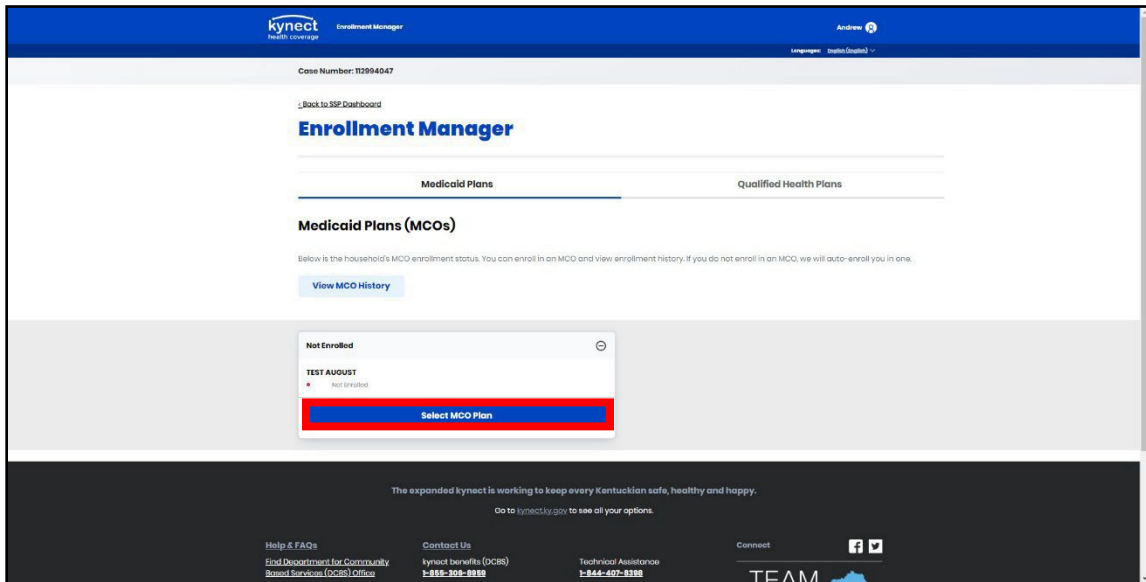 kynect
health coverage
Enrollment Manager
Andrew
Languages: English (English)
Case Number: 112994047
Back to SSP Dashboard
Enrollment Manager
Medicaid Plans
Qualified Health Plans
Medicaid Plans (MCOs)
Below is the household's MCO enrollment status. You can enroll in an MCO and view enrollment history. If you do not enroll in an MCO, we will auto-enroll you in one.
View MCO History
Not Enrolled
TEST AUGUST
Not Enrolled
Select MCO Plan
The expanded kynect is working to keep every Kentuckian safe, healthy and happy.
Go to kynect.ky.gov to see all your options.
Help & FAQs
Find Department for Community
Based Services (DCBS) Office
Contact Us
kynect benefits (DCBS)
1-855-306-8959
Technical Assistance
1-844-407-8398
Connect
TEAM